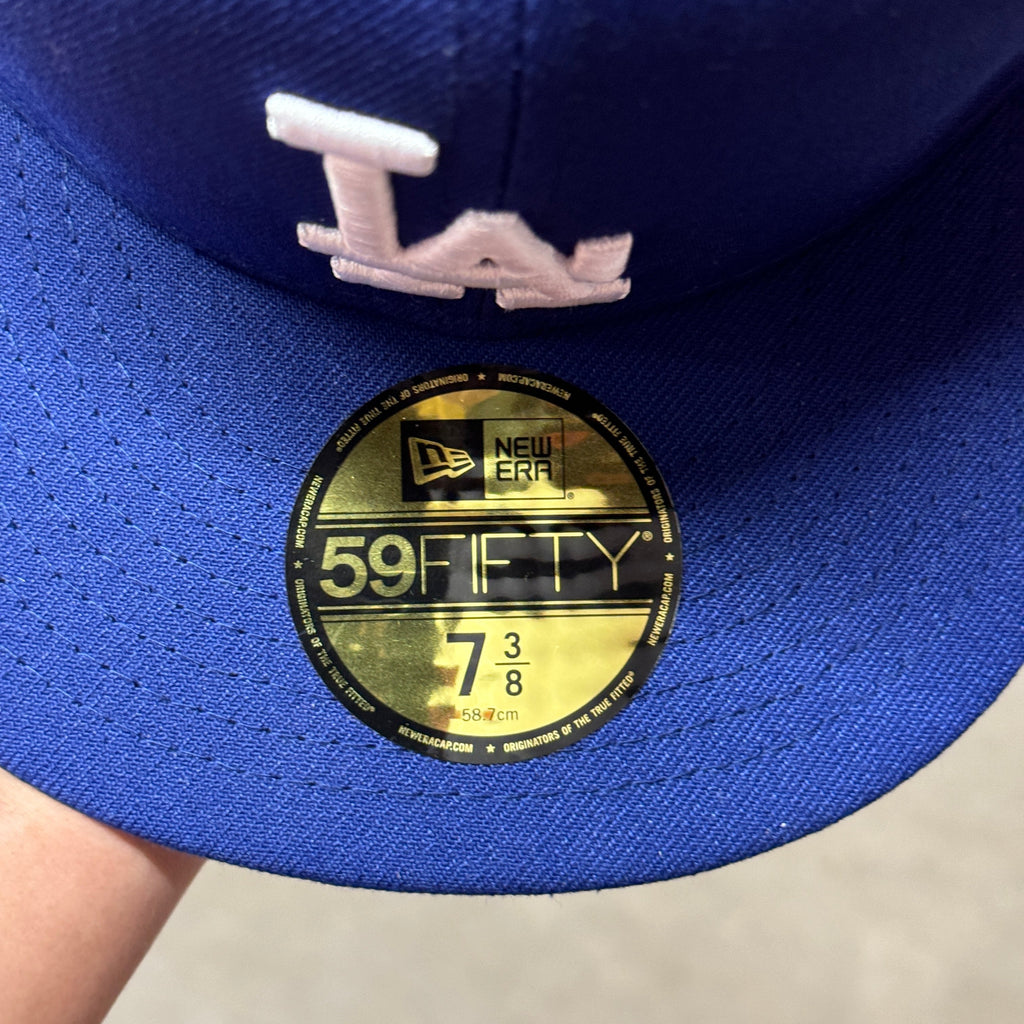 LA
NEW
ERA
®
59FIFTY®
7 3/8
58.7cm
NEWERACAP.COM ★ ORIGINATORS OF THE TRUE FITTED®
NEWERACAP.COM ★ ORIGINATORS OF THE TRUE FITTED®
NEWERACAP.COM ★ ORIGINATORS OF THE TRUE FITTED®
NEWERACAP.COM ★ ORIGINATORS OF THE TRUE FITTED®